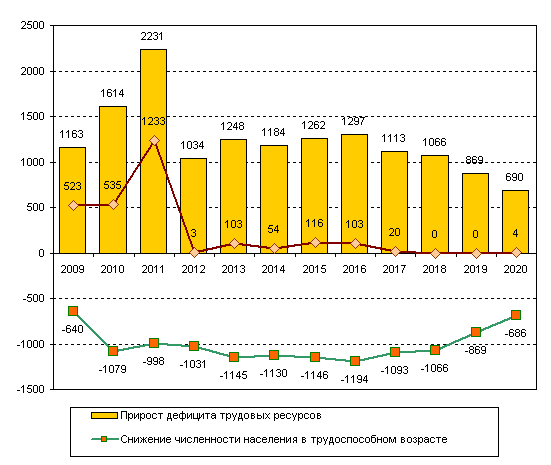 2500
2000
1500
1000
500
0
-500
-1000
-1500
1163 1614 2231 1034 1248 1184 1262 1297 1113 1066 869 690
523 535 1233 3 103 54 116 103 20 0 0 4
2009 2010 2011 2012 2013 2014 2015 2016 2017 2018 2019 2020
-640 -1079 -998 -1031 -1145 -1130 -1146 -1194 -1093 -1066 -869 -686
Прирост дефицита трудовых ресурсов
Снижение численности населения в трудоспособном возрасте